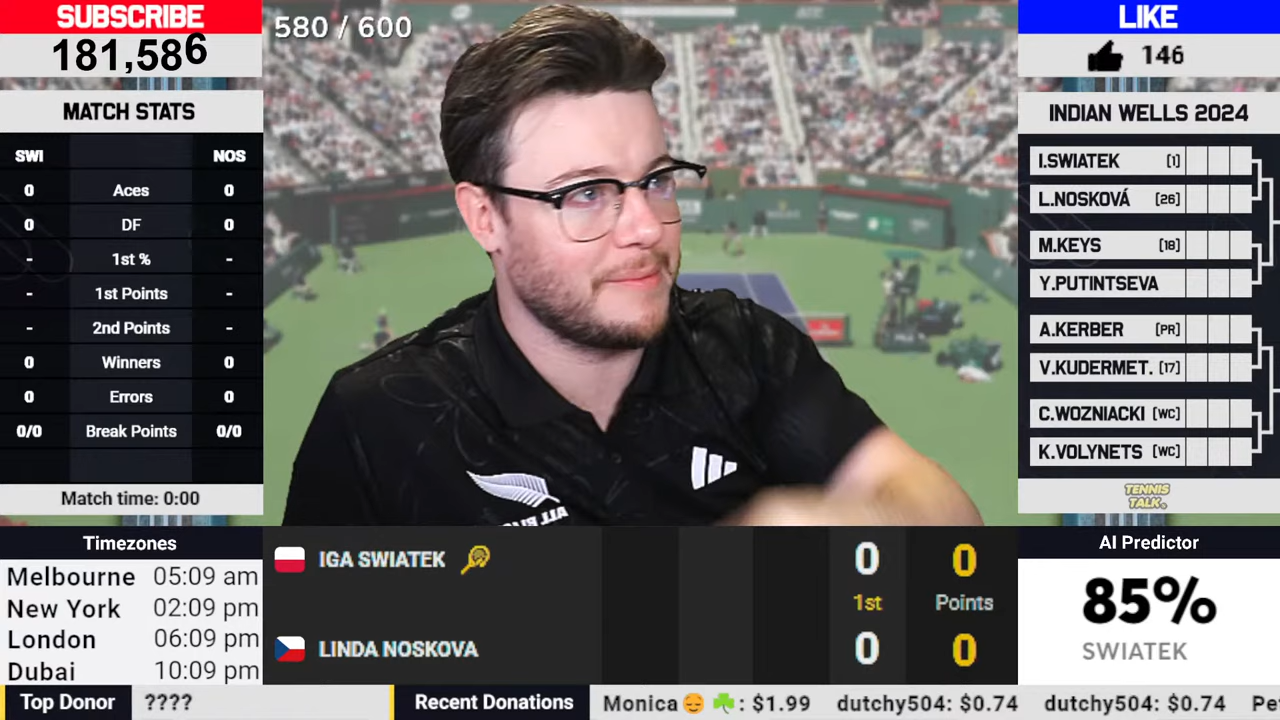 SUBSCRIBE
181,586
MATCH STATS
SWI NOS
0 Aces 0
0 DF 0
- 1st % -
- 1st Points -
- 2nd Points -
0 Winners 0
0 Errors 0
0/0 Break Points 0/0
Match time: 0:00
580 / 600
LIKE
146
INDIAN WELLS 2024
I.SWIATEK [1]
L.NOSKOVÁ [26]
M.KEYS [18]
Y.PUTINTSEVA
A.KERBER [PR]
V.KUDERMET. [17]
C.WOZNIACKI [WC]
K.VOLYNETS [WC]
TENNIS
TALK.
Timezones
Melbourne 05:09 am
New York 02:09 pm
London 06:09 pm
Dubai 10:09 pm
IGA SWIATEK 0 0
1st Points
LINDA NOSKOVA 0 0
AI Predictor
85%
SWIATEK
Top Donor ???? Recent Donations Monica😌☘️: $1.99 dutchy504: $0.74 dutchy504: $0.74 Pe